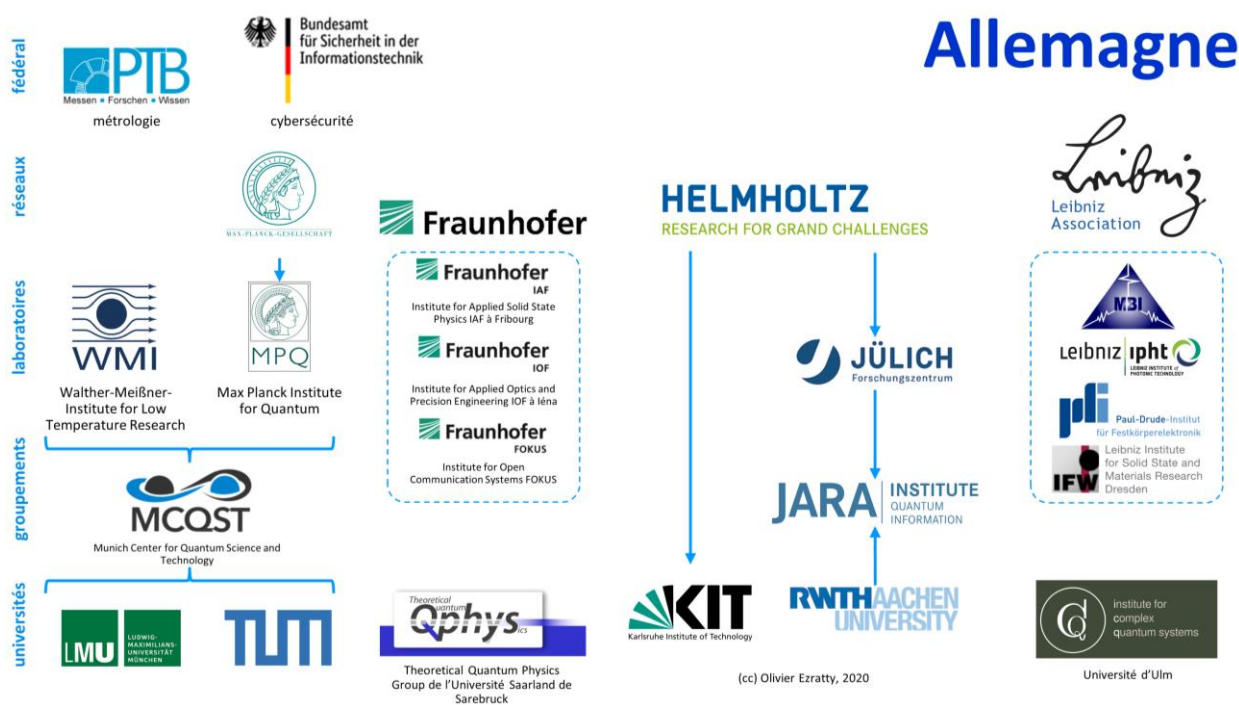 Allemagne
fédéral
PTB
Messen • Forschen • Wissen
métrologie
Bundesamt
für Sicherheit in der
Informationstechnik
cybersécurité
réseaux
MAX-PLANCK-GESELLSCHAFT
Fraunhofer
HELMHOLTZ
RESEARCH FOR GRAND CHALLENGES
Leibniz
Leibniz
Association
laboratoires
WMI
Walther-Meißner-
Institute for Low
Temperature Research
MPQ
Max Planck Institute
for Quantum
Fraunhofer
IAF
Institute for Applied Solid State
Physics IAF à Fribourg
Fraunhofer
IOF
Institute for Applied Optics and
Precision Engineering IOF à Iéna
Fraunhofer
FOKUS
Institute for Open
Communication Systems FOKUS
JÜLICH
Forschungszentrum
MBI
Leibniz ipht
LEIBNIZ INSTITUTE of
PHOTONIC TECHNOLOGY
pdi
Paul-Drude-Institut
für Festkörperelektronik
IFW
Leibniz Institute
for Solid State and
Materials Research
Dresden
groupements
MCQST
Munich Center for Quantum Science and
Technology
JARA INSTITUTE
QUANTUM
INFORMATION
universités
LMU
LUDWIG-
MAXIMILIANS-
UNIVERSITÄT
MÜNCHEN
TUM
Theoretical
Quantum
Qphysics
Theoretical Quantum Physics
Group de l'Université Saarland de
Sarebruck
KIT
Karlsruhe Institute of Technology
RWTH AACHEN
UNIVERSITY
(cc) Olivier Ezratty, 2020
institute for
complex
quantum systems
Université d'Ulm